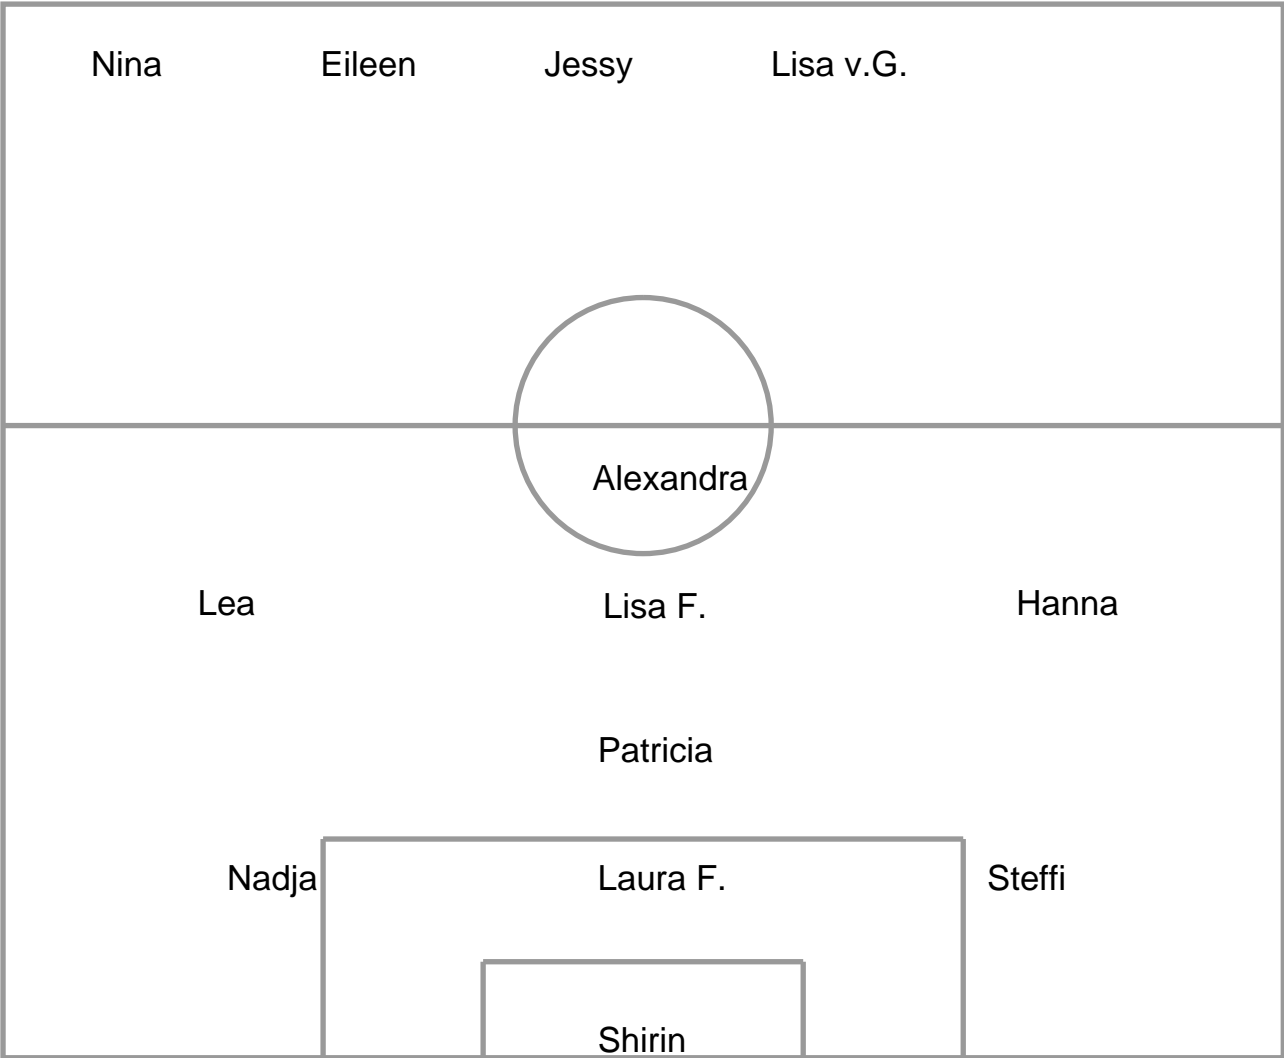 Nina Eileen Jessy Lisa v.G.
Alexandra
Lea Lisa F. Hanna
Patricia
Nadja Laura F. Steffi
Shirin